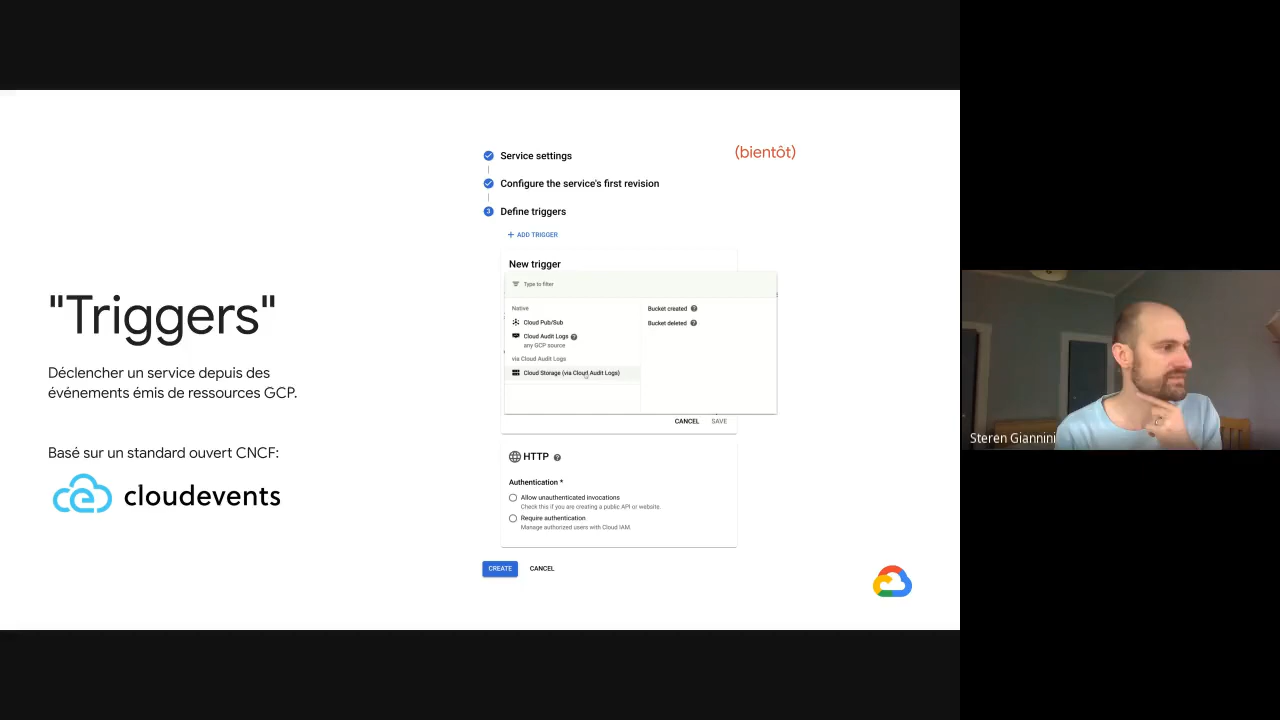 "Triggers"
Déclencher un service depuis des
événements émis de ressources GCP.
Basé sur un standard ouvert CNCF:
cloudevents
(bientôt)
Service settings
Configure the service's first revision
3 Define triggers
+ ADD TRIGGER
New trigger
Type to filter
Native
Cloud Pub/Sub
Cloud Audit Logs ?
any GCP source
via Cloud Audit Logs
Cloud Storage (via Cloud Audit Logs)
Bucket created ?
Bucket deleted ?
CANCEL SAVE
HTTP ?
Authentication *
Allow unauthenticated invocations
Check this if you are creating a public API or website.
Require authentication
Manage authorized users with Cloud IAM.
CREATE CANCEL
Steren Giannini